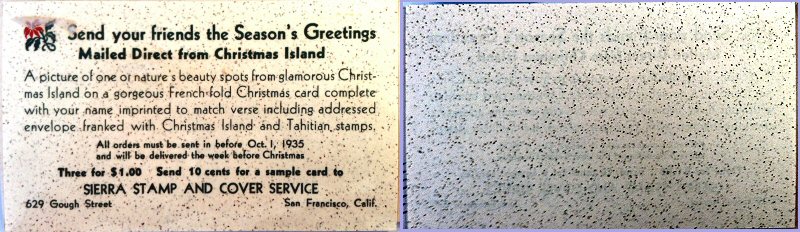 Send your friends the Season's Greetings
Mailed Direct from Christmas Island
A picture of one or nature's beauty spots from glamorous Christ-
mas Island on a gorgeous French-fold Christmas card complete
with your name imprinted to match verse including addressed
envelope franked with Christmas Island and Tahitian stamps.
All orders must be sent in before Oct. 1, 1935
and will be delivered the week before Christmas
Three for $1.00 Send 10 cents for a sample card to
SIERRA STAMP AND COVER SERVICE
629 Gough Street San Francisco, Calif.